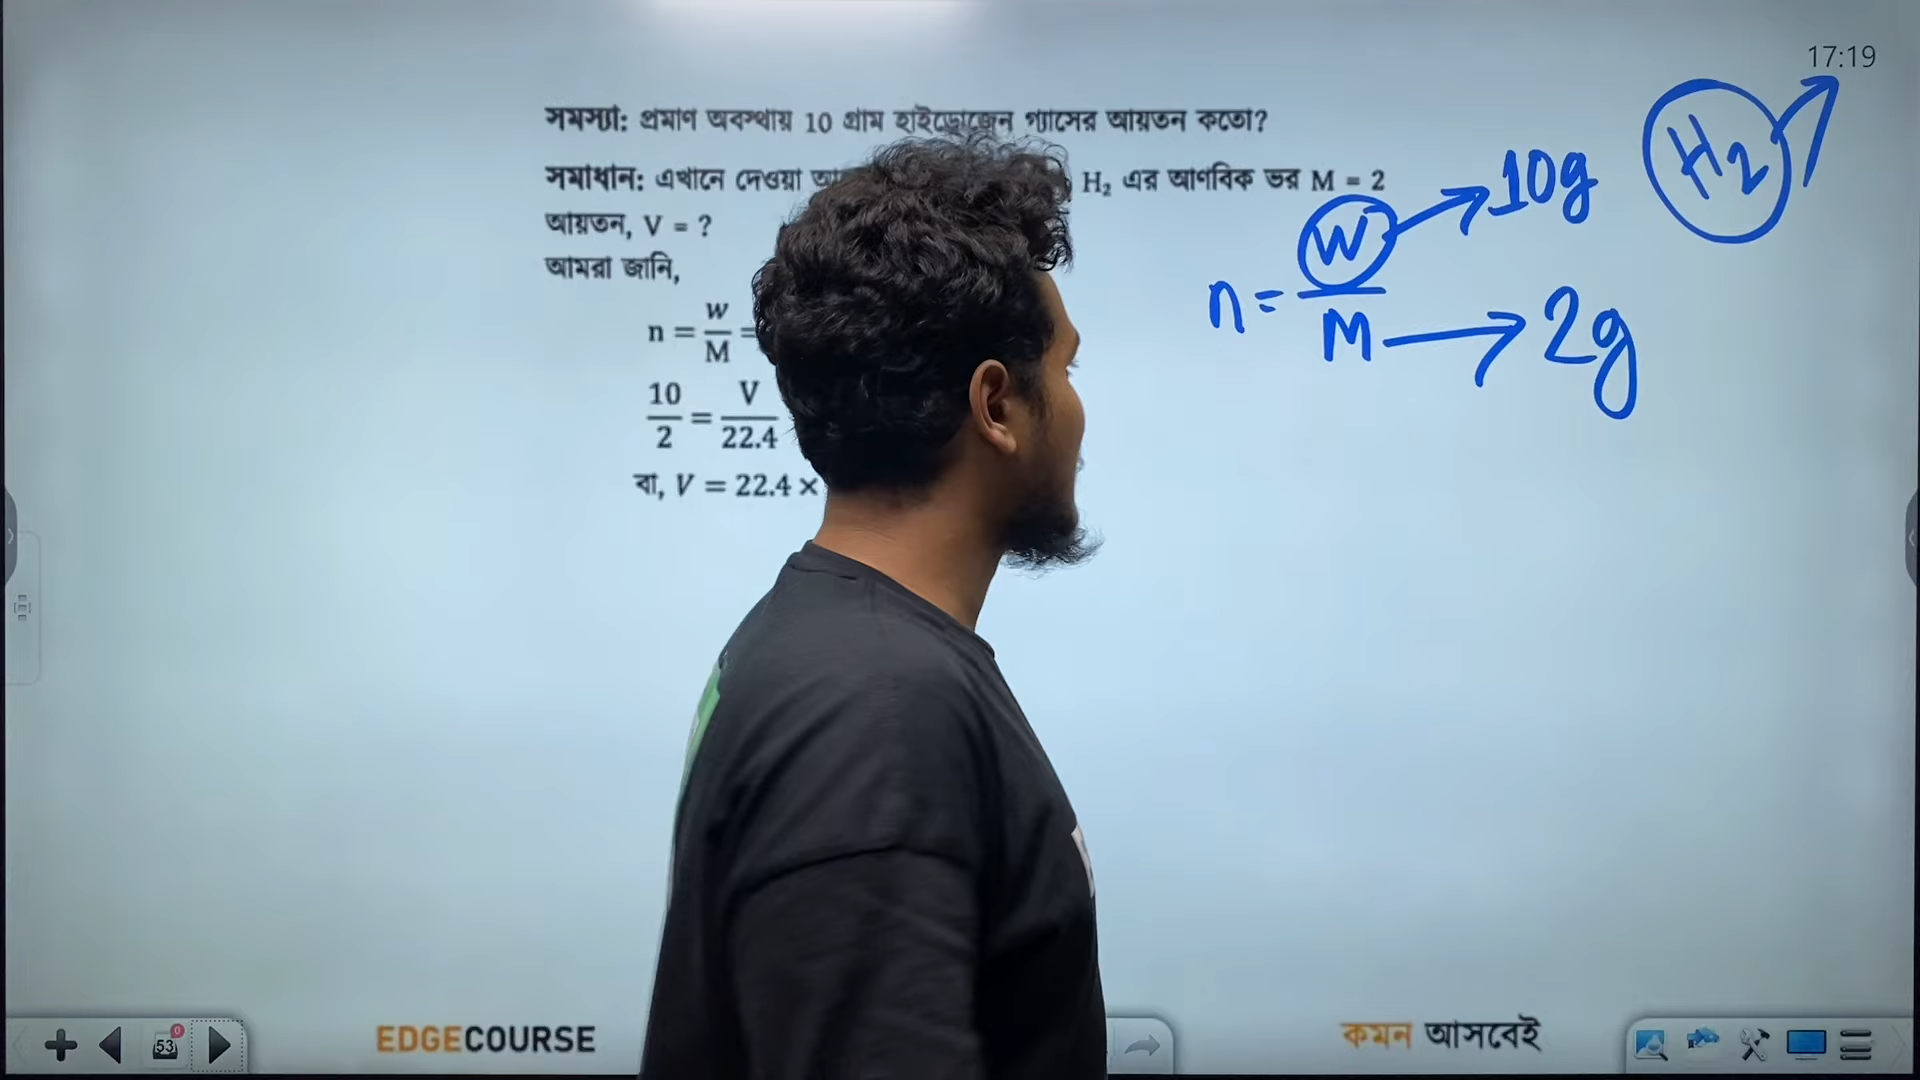 17:19
সমস্যা: প্রমাণ অবস্থায় 10 গ্রাম হাইড্রোজেন গ্যাসের আয়তন কতো?
সমাধান: এখানে দেওয়া H₂ এর আণবিক ভর M = 2
আয়তন, V = ?
আমরা জানি,
n = w/M =
10/2 = V/22.4
বা, V = 22.4 ×
H₂
n = W/M
10g
2g
53
0
EDGECOURSE
কমন আসবেই